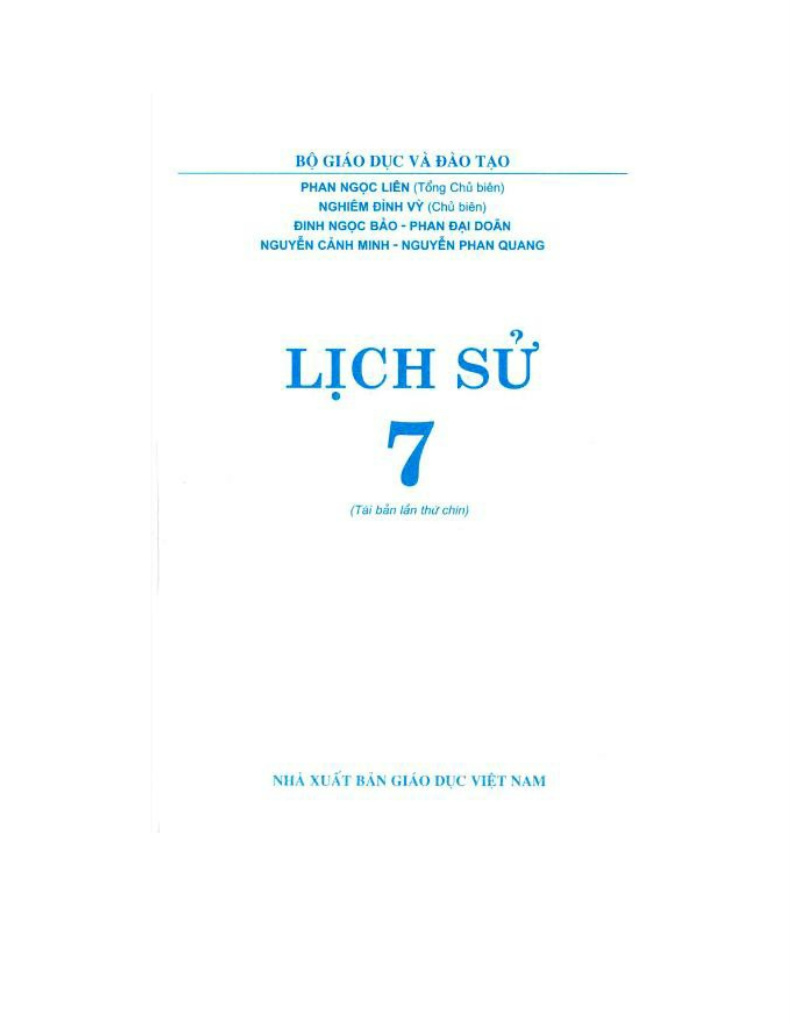 BỘ GIÁO DỤC VÀ ĐÀO TẠO
PHAN NGỌC LIÊN (Tổng Chủ biên)
NGHIÊM ĐÌNH VỲ (Chủ biên)
ĐINH NGỌC BẢO - PHAN ĐẠI DOÃN
NGUYỄN CẢNH MINH - NGUYỄN PHAN QUANG
LỊCH SỬ
7
(Tái bản lần thứ chín)
NHÀ XUẤT BẢN GIÁO DỤC VIỆT NAM